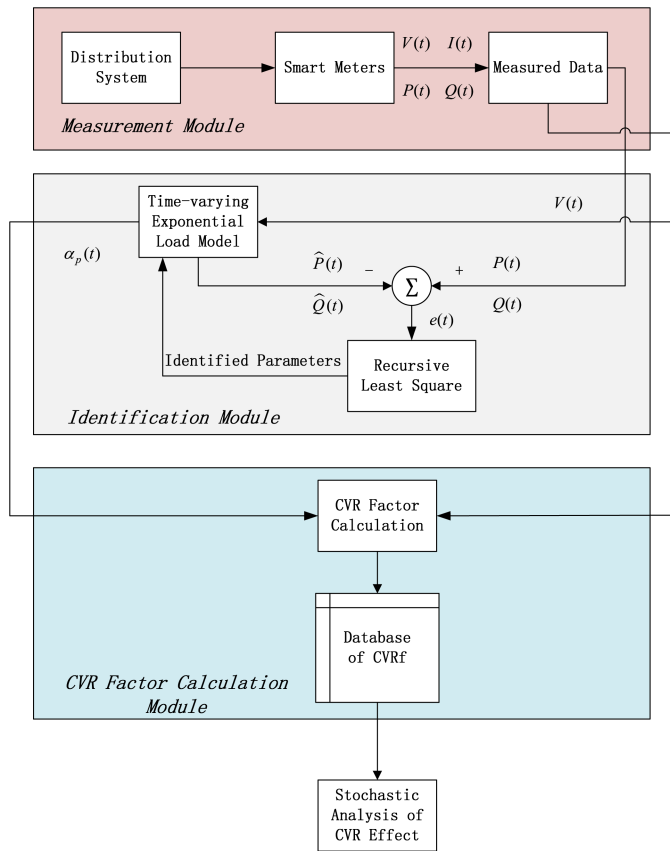 Distribution
System
Smart Meters
V(t) I(t)
P(t) Q(t)
Measured Data
Measurement Module
Time-varying
Exponential
Load Model
V(t)
α_p(t)
P̂(t)
−
Σ
+
P(t)
Q̂(t)
Q(t)
e(t)
Identified Parameters
Recursive
Least Square
Identification Module
CVR Factor
Calculation
Database
of CVRf
CVR Factor Calculation
Module
Stochastic
Analysis of
CVR Effect